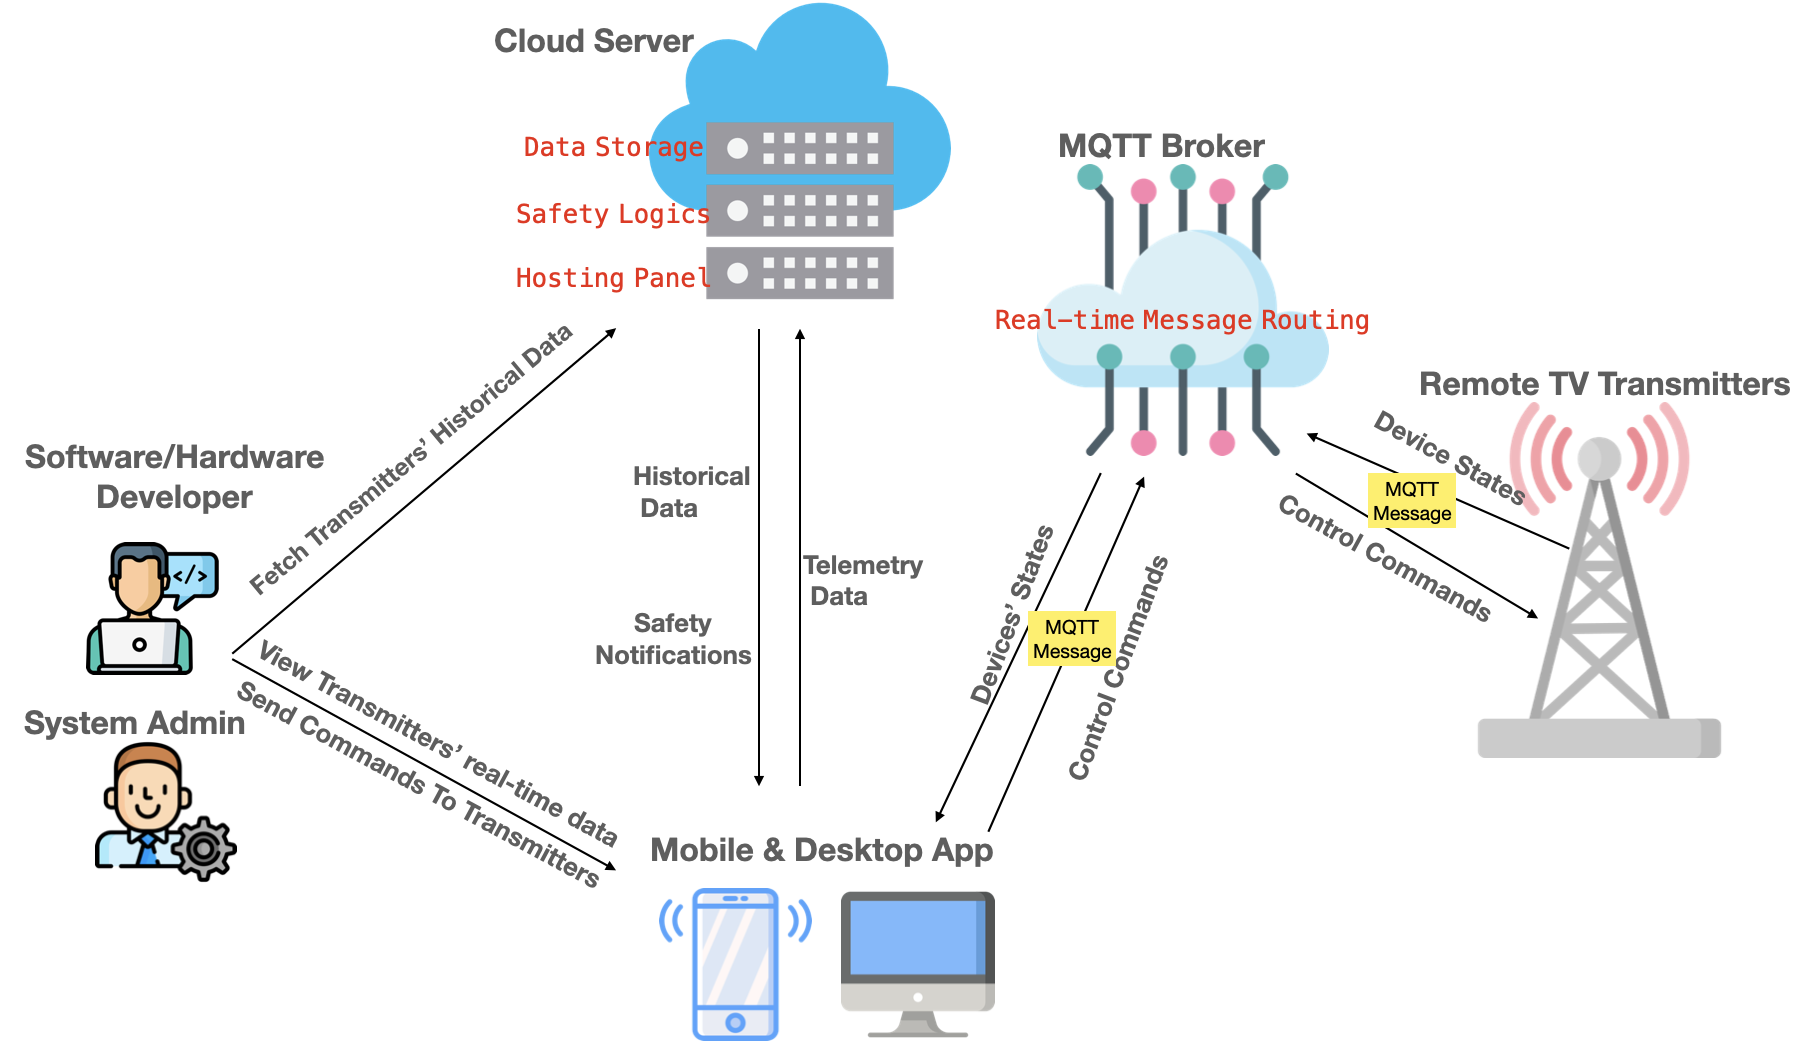 Cloud Server
Data Storage
Safety Logics
Hosting Panel
MQTT Broker
Real-time Message Routing
Remote TV Transmitters
Device States
MQTT
Message
Control Commands
Software/Hardware
Developer
</>
Fetch Transmitters’ Historical Data
Historical
Data
Telemetry
Data
Safety
Notifications
Devices’ States
MQTT
Message
Control Commands
System Admin
View Transmitters’ real-time data
Send Commands To Transmitters
Mobile & Desktop App